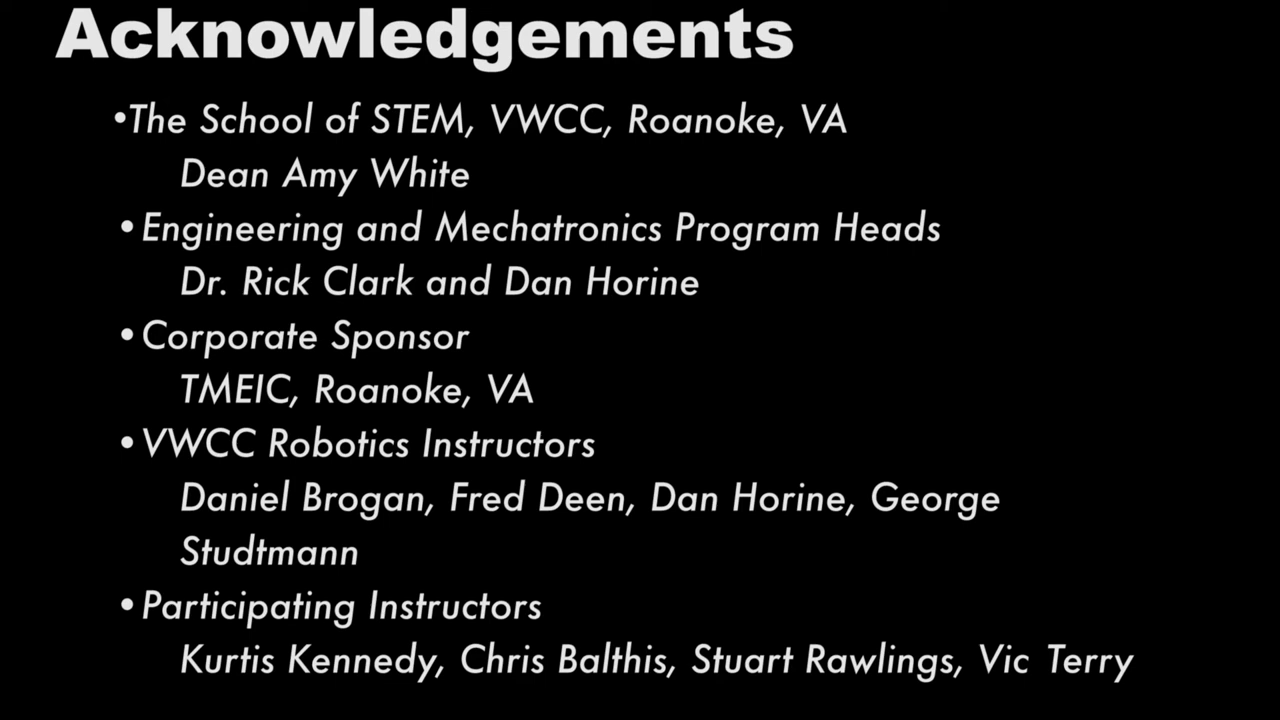 Acknowledgements
•The School of STEM, VWCC, Roanoke, VA
Dean Amy White
•Engineering and Mechatronics Program Heads
Dr. Rick Clark and Dan Horine
•Corporate Sponsor
TMEIC, Roanoke, VA
•VWCC Robotics Instructors
Daniel Brogan, Fred Deen, Dan Horine, George
Studtmann
•Participating Instructors
Kurtis Kennedy, Chris Balthis, Stuart Rawlings, Vic Terry